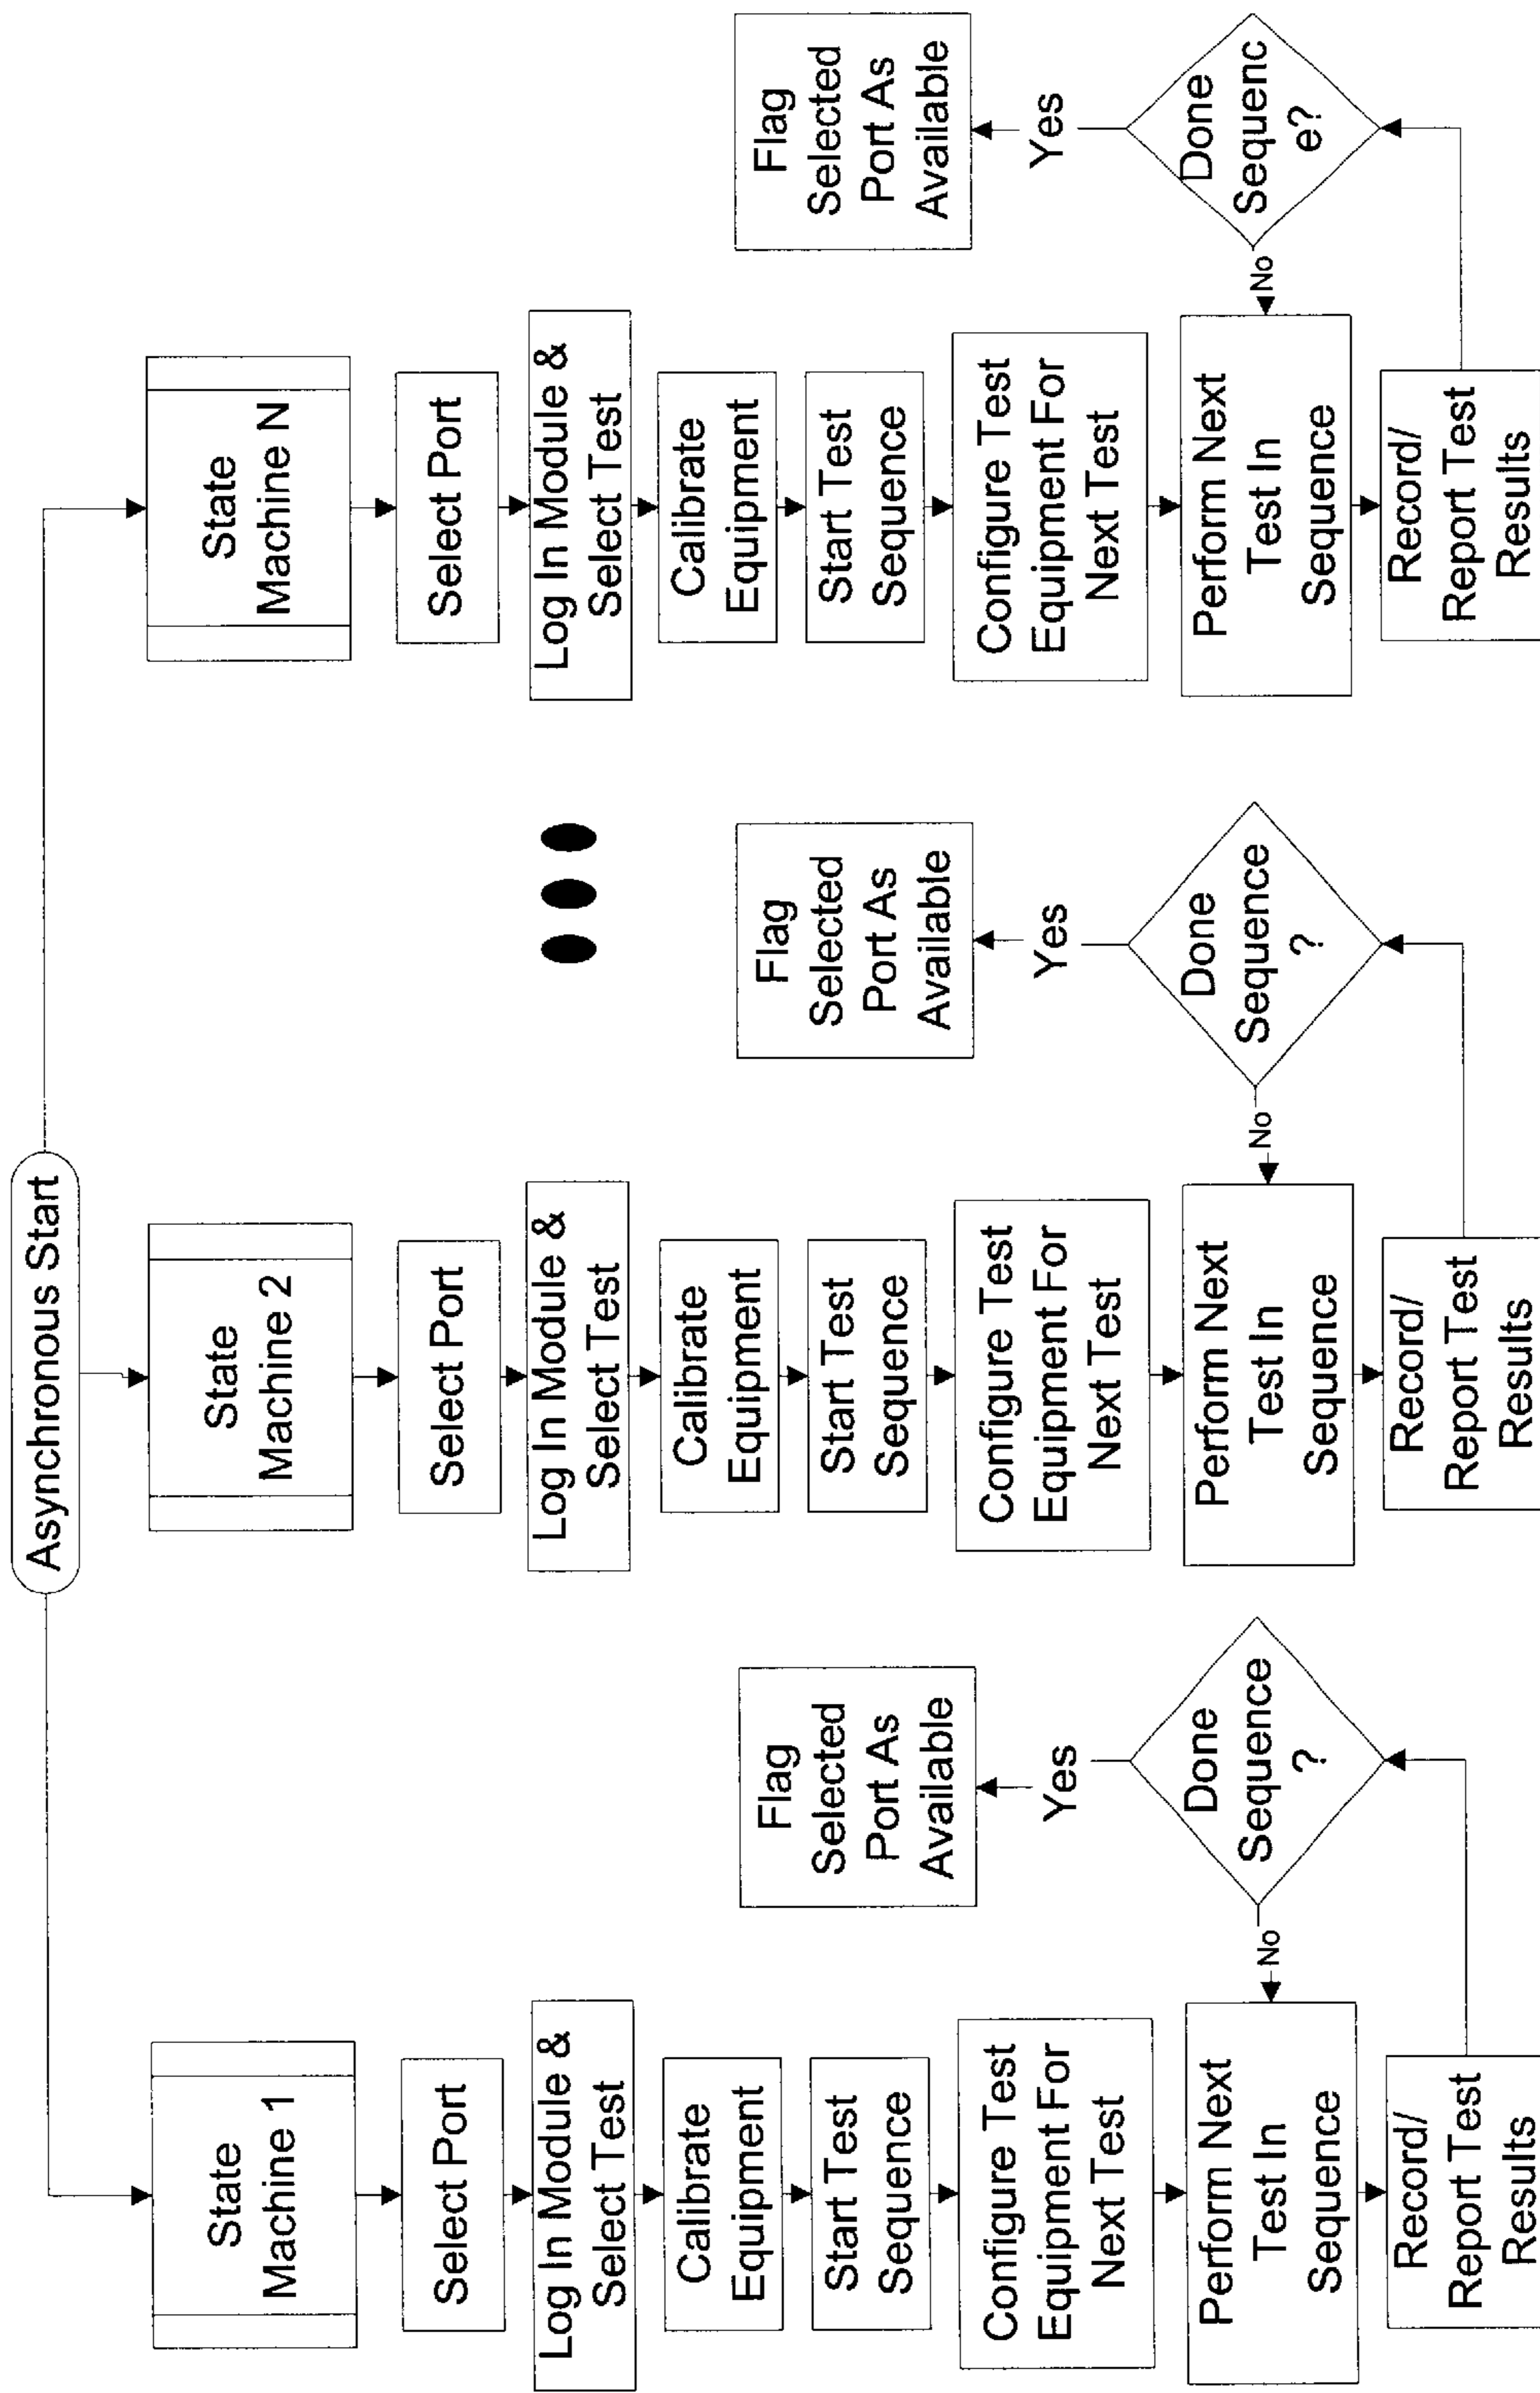 Asynchronous Start
State
Machine 1
Select Port
Log In Module &
Select Test
Calibrate
Equipment
Start Test
Sequence
Configure Test
Equipment For
Next Test
Perform Next
Test In
Sequence
Record/
Report Test
Results
No
Done
Sequence
?
Yes
Flag
Selected
Port As
Available
State
Machine 2
Select Port
Log In Module &
Select Test
Calibrate
Equipment
Start Test
Sequence
Configure Test
Equipment For
Next Test
Perform Next
Test In
Sequence
Record/
Report Test
Results
No
Done
Sequence
?
Yes
Flag
Selected
Port As
Available
State
Machine N
Select Port
Log In Module &
Select Test
Calibrate
Equipment
Start Test
Sequence
Configure Test
Equipment For
Next Test
Perform Next
Test In
Sequence
Record/
Report Test
Results
No
Done
Sequenc
e?
Yes
Flag
Selected
Port As
Available